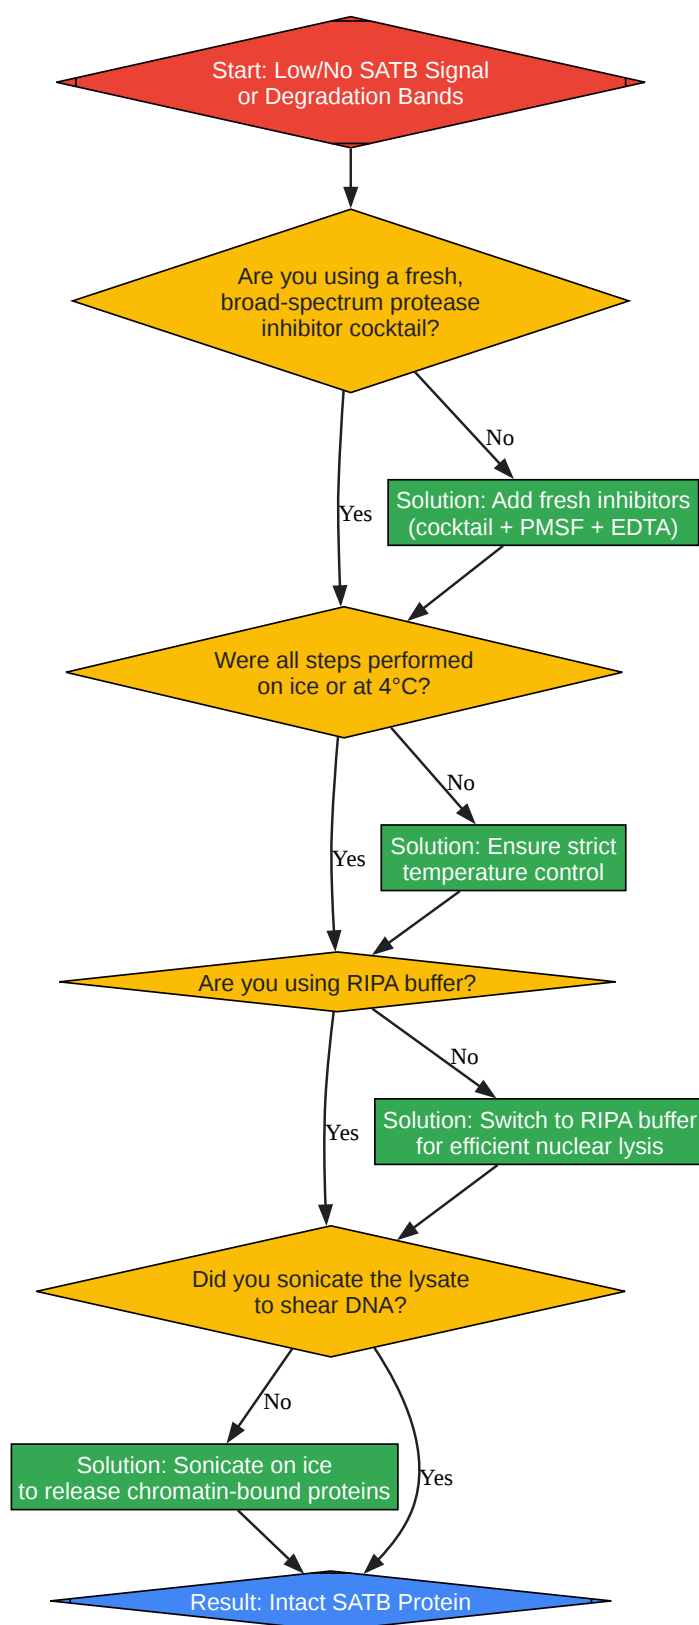 Start: Low/No SATB Signal
or Degradation Bands
Are you using a fresh,
broad-spectrum protease
inhibitor cocktail?
No
Solution: Add fresh inhibitors
(cocktail + PMSF + EDTA)
Yes
Were all steps performed
on ice or at 4°C?
No
Solution: Ensure strict
temperature control
Yes
Are you using RIPA buffer?
No
Solution: Switch to RIPA buffer
for efficient nuclear lysis
Yes
Did you sonicate the lysate
to shear DNA?
No
Solution: Sonicate on ice
to release chromatin-bound proteins
Yes
Result: Intact SATB Protein